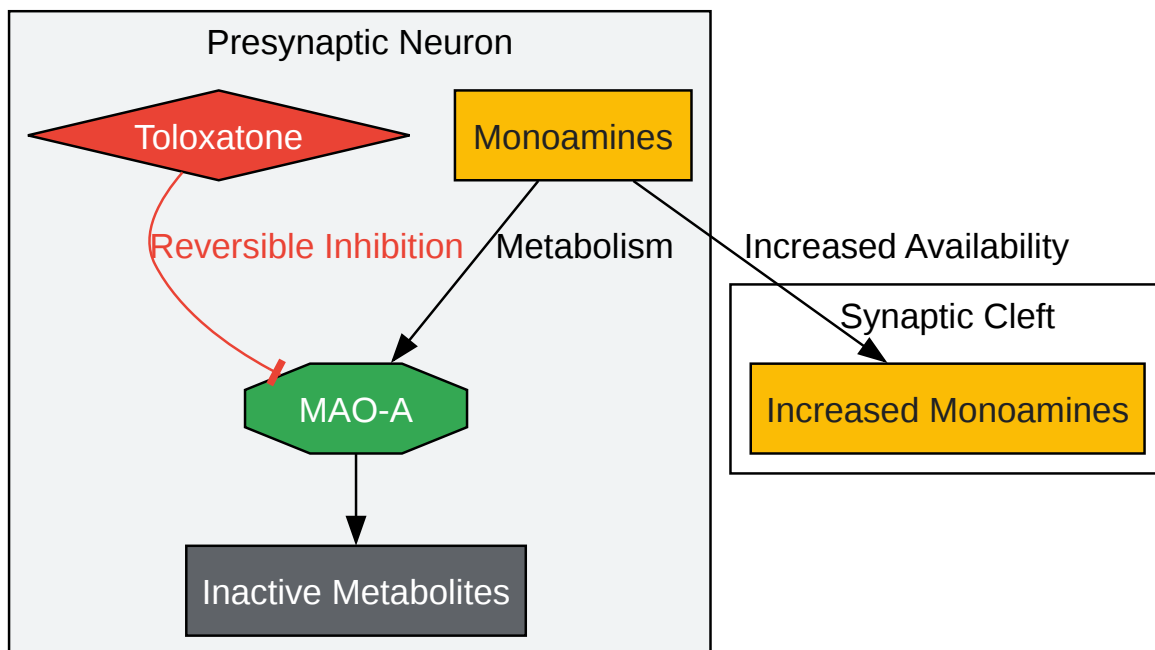 Presynaptic Neuron
Toloxatone
Monoamines
Reversible Inhibition
Metabolism
Increased Availability
Synaptic Cleft
MAO-A
Increased Monoamines
Inactive Metabolites